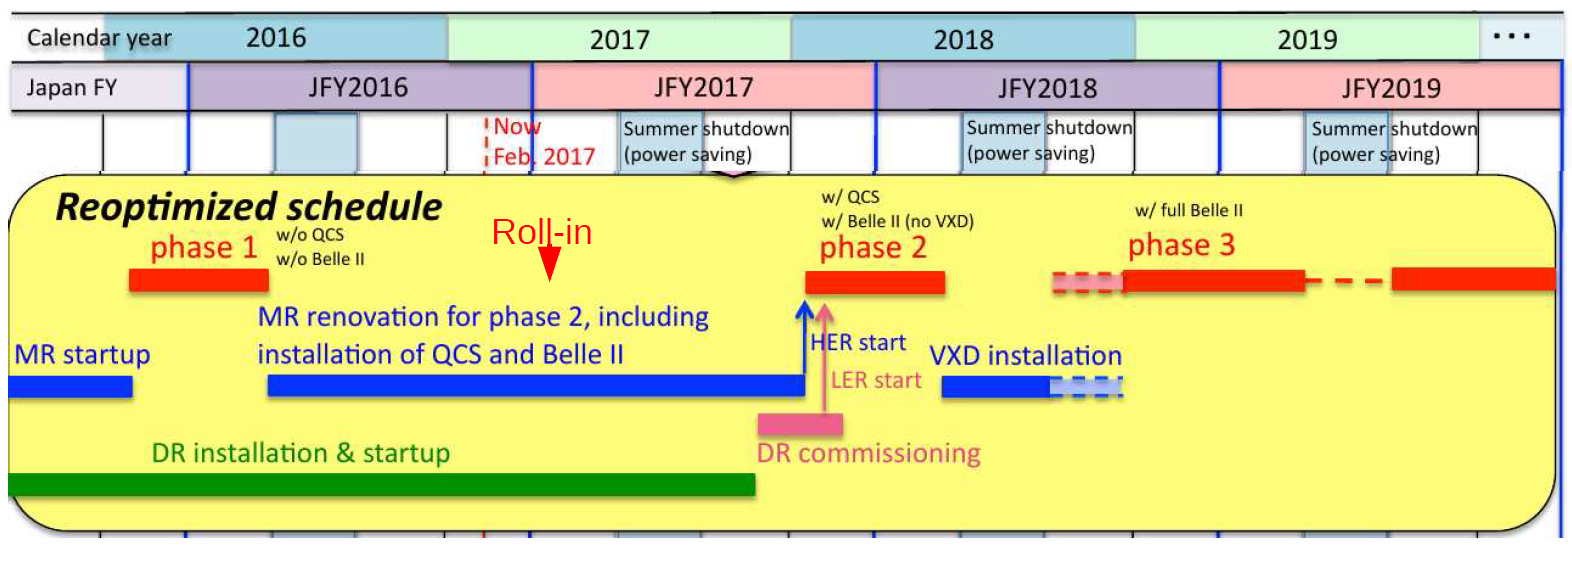 Calendar year 2016 2017 2018 2019 ...
Japan FY JFY2016 JFY2017 JFY2018 JFY2019
Now
Feb. 2017
Summer shutdown
(power saving)
Summer shutdown
(power saving)
Summer shutdown
(power saving)
Reoptimized schedule
phase 1
w/o QCS
w/o Belle II
Roll-in
w/ QCS
w/ Belle II (no VXD)
phase 2
w/ full Belle II
phase 3
MR startup
MR renovation for phase 2, including
installation of QCS and Belle II
HER start
LER start
VXD installation
DR installation & startup
DR commissioning